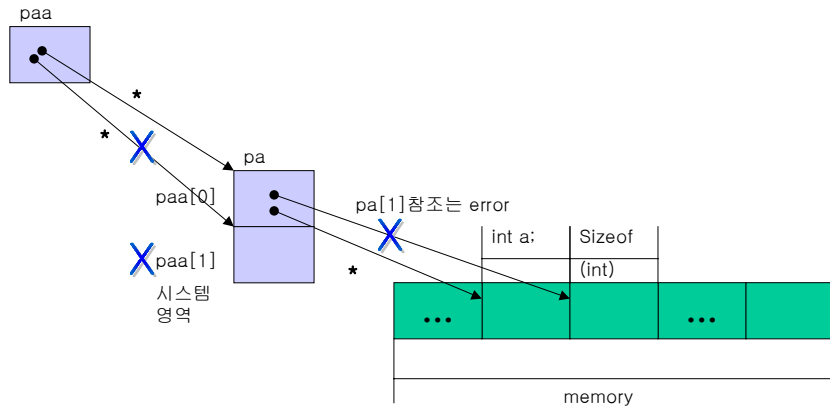 paa
*
*
pa
paa[0]
pa[1]참조는 error
int a;
Sizeof
(int)
paa[1]
시스템
영역
*
...
...
memory